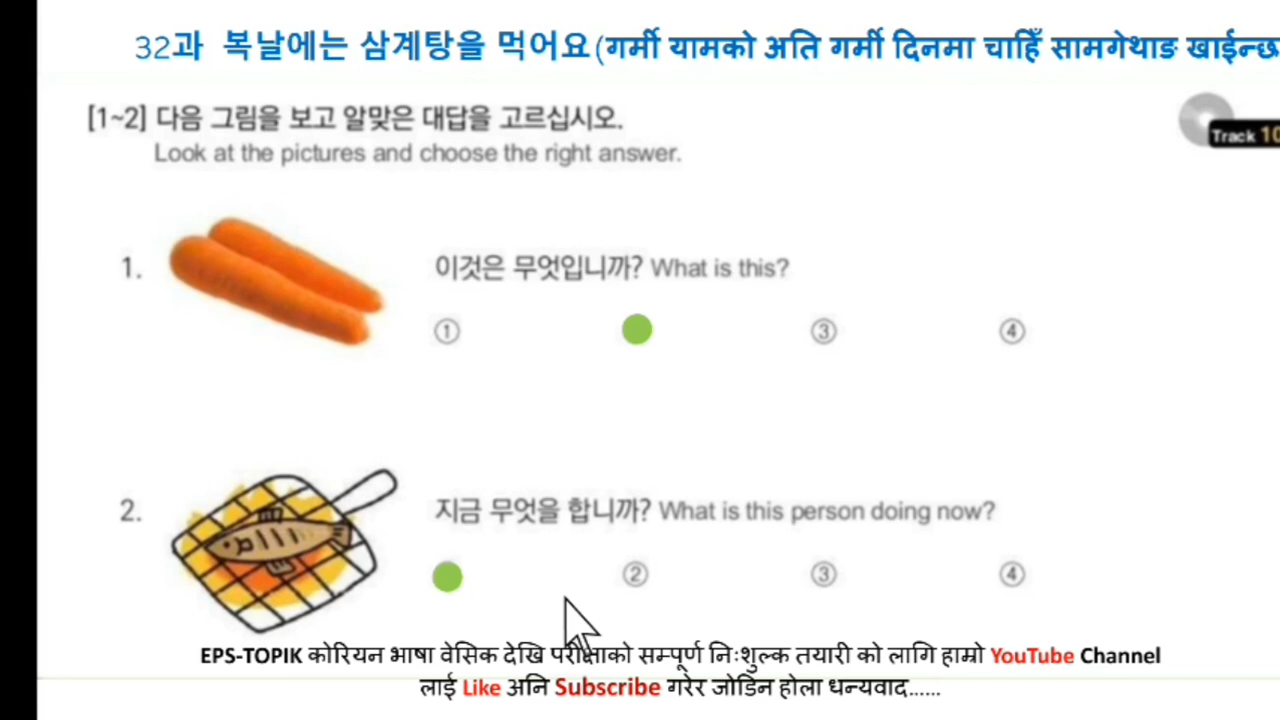 32과 복날에는 삼계탕을 먹어요(गर्मी यामको अति गर्मी दिनमा चाहिँ सामगेथाङ खाईन्छ
[1~2] 다음 그림을 보고 알맞은 대답을 고르십시오.
Look at the pictures and choose the right answer.
Track 10
1. 이것은 무엇입니까? What is this?
① ③ ④
2. 지금 무엇을 합니까? What is this person doing now?
② ③ ④
EPS-TOPIK कोरियन भाषा वेसिक देखि परीक्षाको सम्पूर्ण निःशुल्क तयारी को लागि हाम्रो YouTube Channel
लाई Like अनि Subscribe गरेर जोडिन होला धन्यवाद......